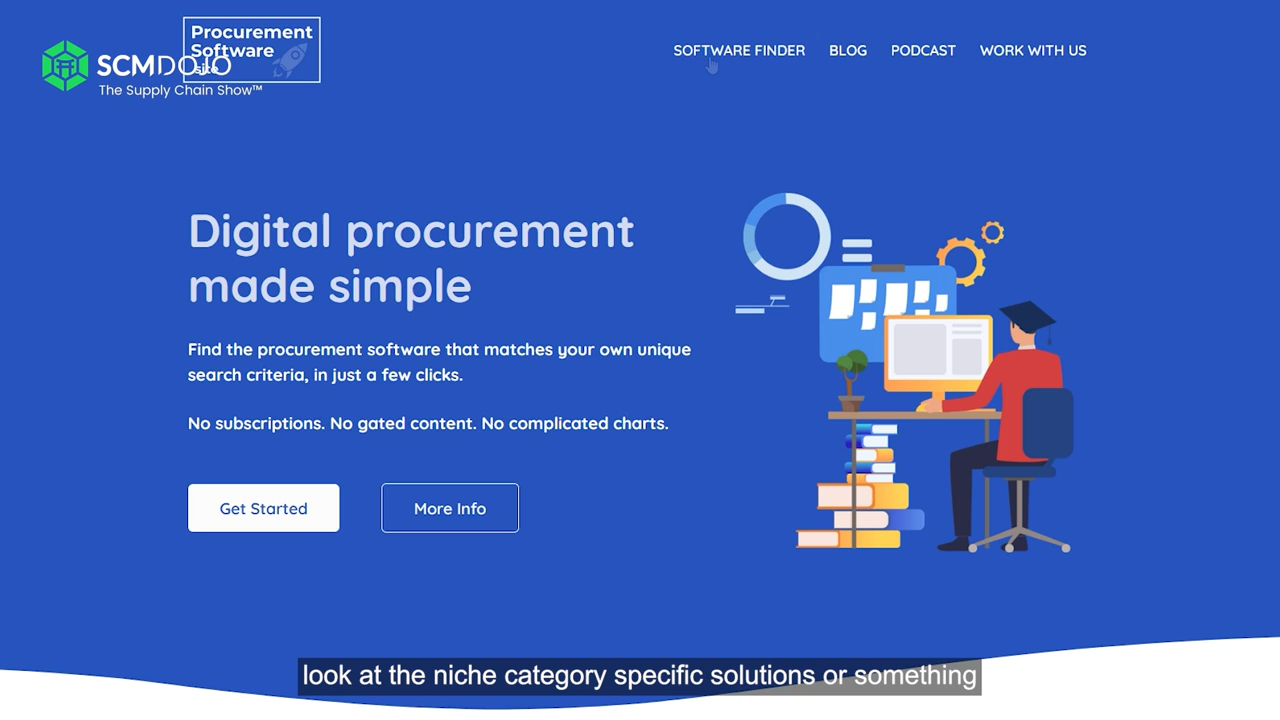 Procurement
Software
site
SCMDOJO
The Supply Chain Show™
SOFTWARE FINDER
BLOG
PODCAST
WORK WITH US
Digital procurement
made simple
Find the procurement software that matches your own unique
search criteria, in just a few clicks.
No subscriptions. No gated content. No complicated charts.
Get Started
More Info
look at the niche category specific solutions or something